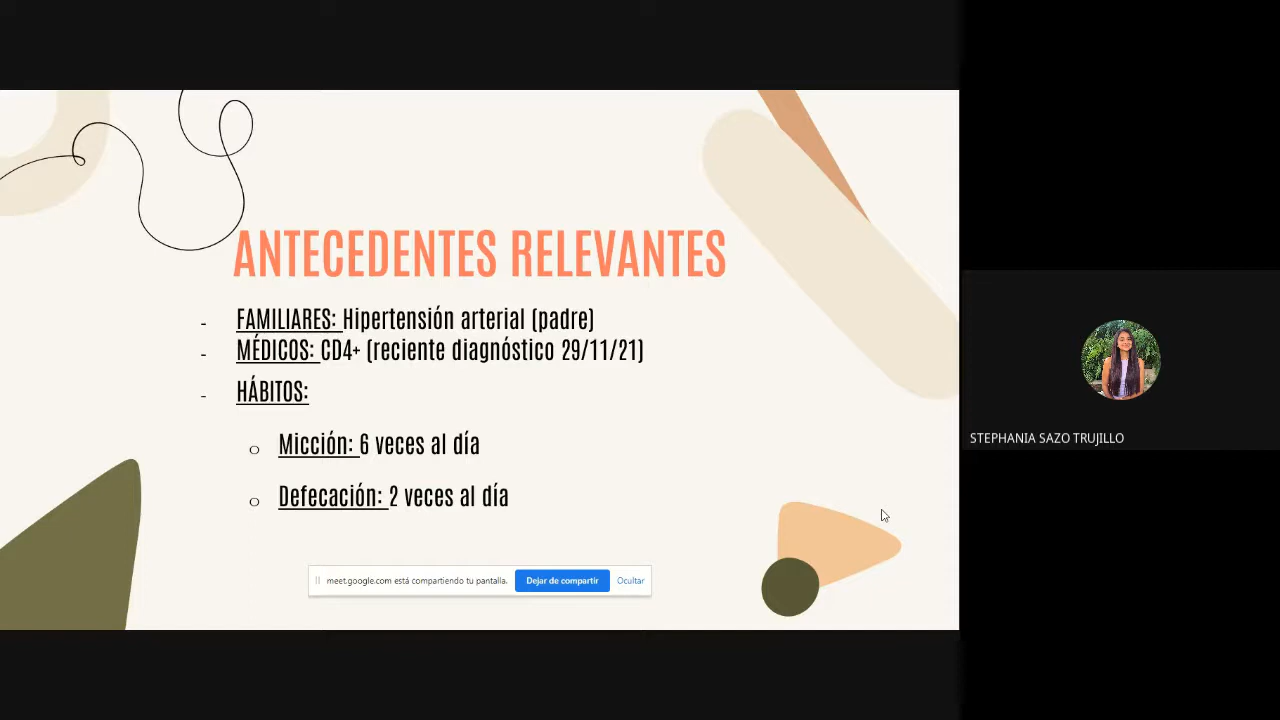 ANTECEDENTES RELEVANTES
- FAMILIARES: Hipertensión arterial (padre)
- MÉDICOS: CD4+ (reciente diagnóstico 29/11/21)
- HÁBITOS:
o Micción: 6 veces al día
o Defecación: 2 veces al día
meet.google.com está compartiendo tu pantalla. Dejar de compartir Ocultar
STEPHANIA SAZO TRUJILLO